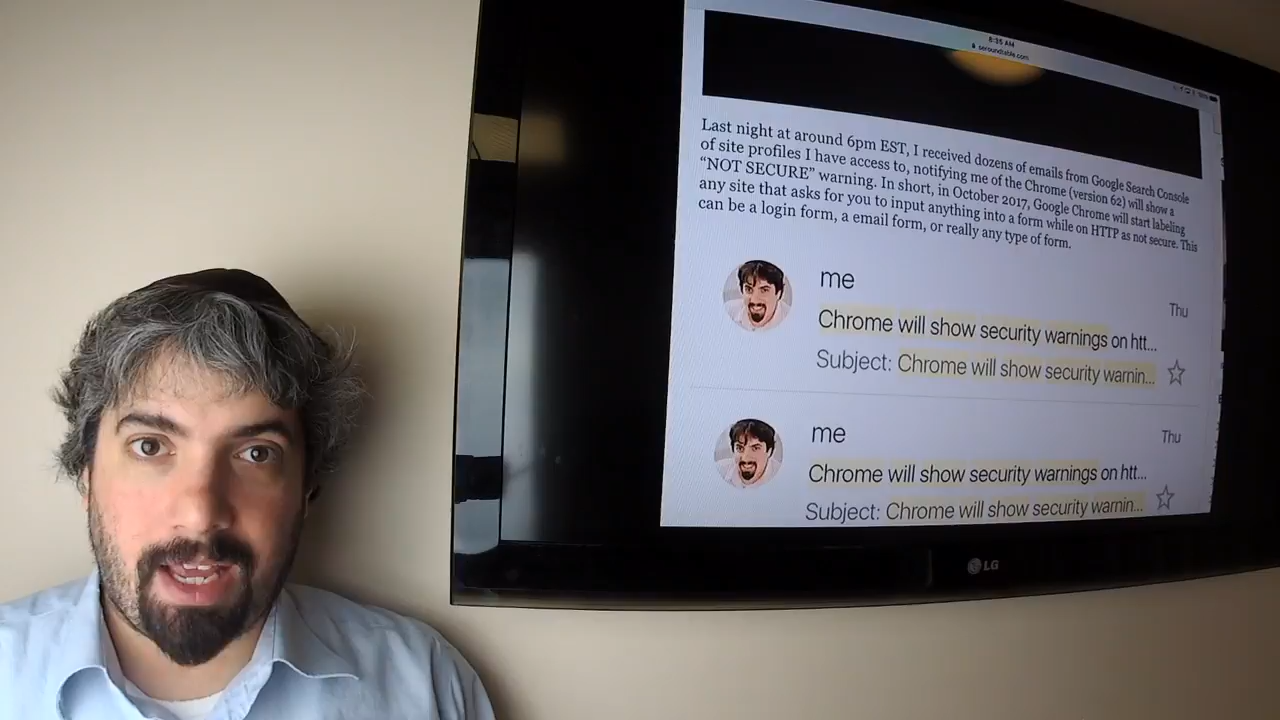 8:35 AM
seroundtable.com
Last night at around 6pm EST, I received dozens of emails from Google Search Console
of site profiles I have access to, notifying me of the Chrome (version 62) will show a
“NOT SECURE” warning. In short, in October 2017, Google Chrome will start labeling
any site that asks for you to input anything into a form while on HTTP as not secure. This
can be a login form, a email form, or really any type of form.
me
Thu
Chrome will show security warnings on htt...
Subject: Chrome will show security warnin...
me
Thu
Chrome will show security warnings on htt...
Subject: Chrome will show security warnin...
LG